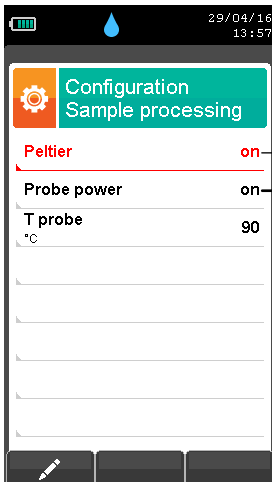 29/04/16
13:57
Configuration
Sample processing
Peltier on
Probe power on
T probe 90
°C